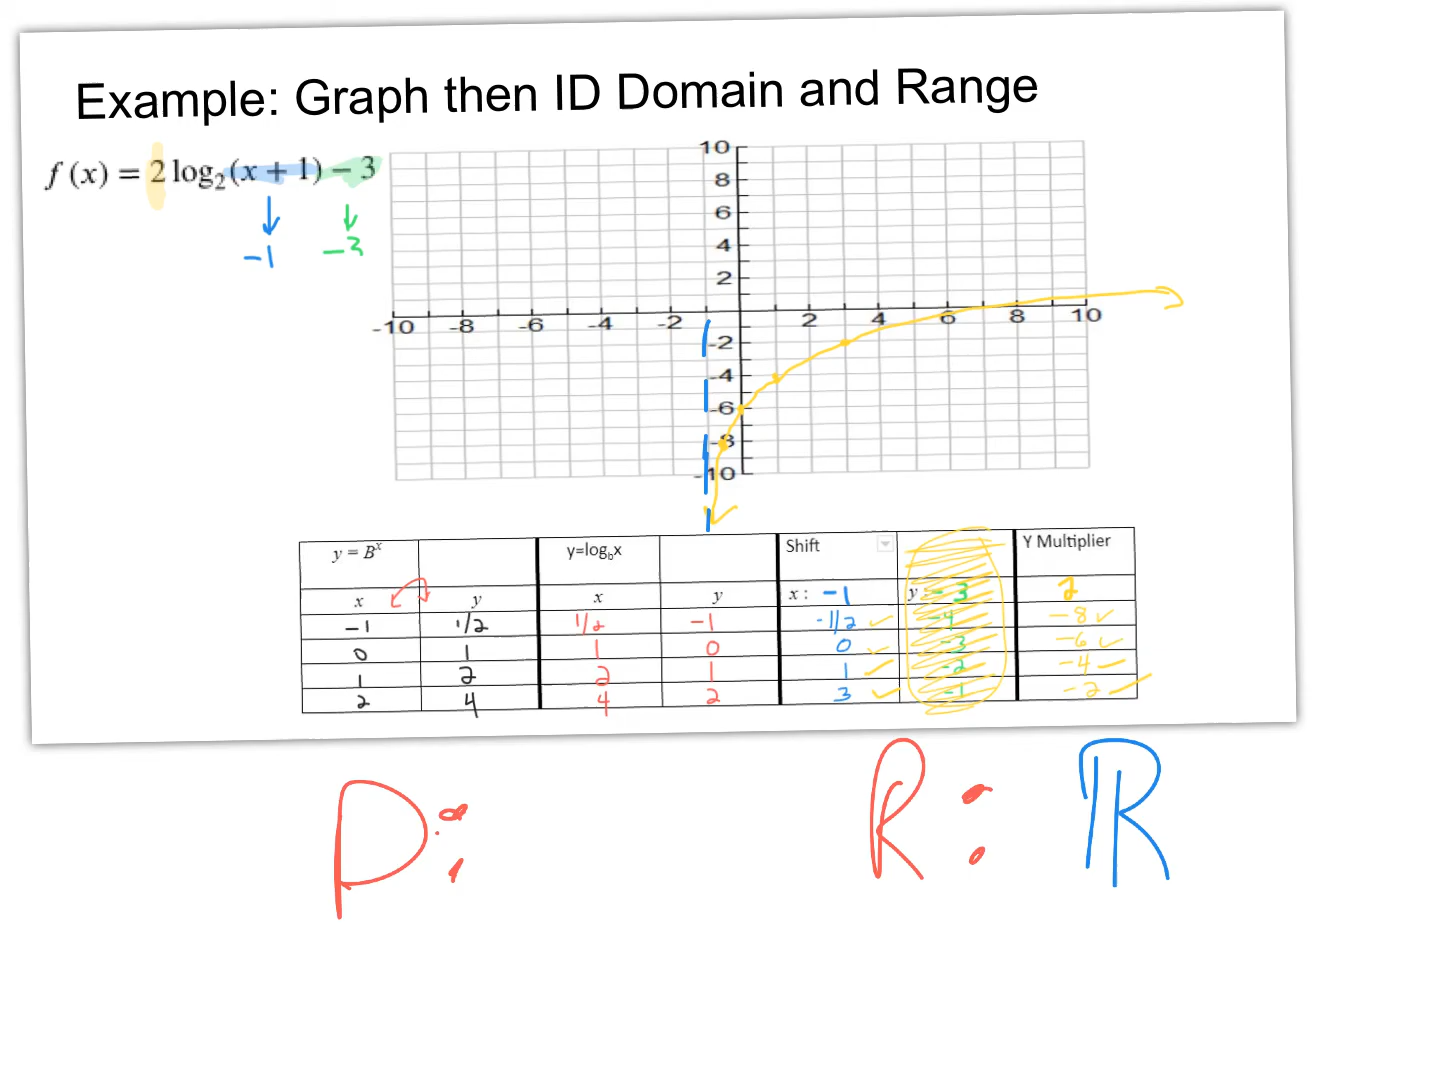 Example: Graph then ID Domain and Range
f (x) = 2 log₂(x + 1) – 3
-1 -3
10
8
6
4
2
-10 -8 -6 -4 -2 2 4 6 8 10
-2
-4
-6
-8
-10
y = Bˣ y=log_b x Shift Y Multiplier
x y x y x: -1 y: -3 2
-1 1/2 1/2 -1 -1/2 -4 -8
0 1 1 0 0 -3 -6
1 2 2 1 1 -2 -4
2 4 4 2 3 -1 -2
D: R: ℝ